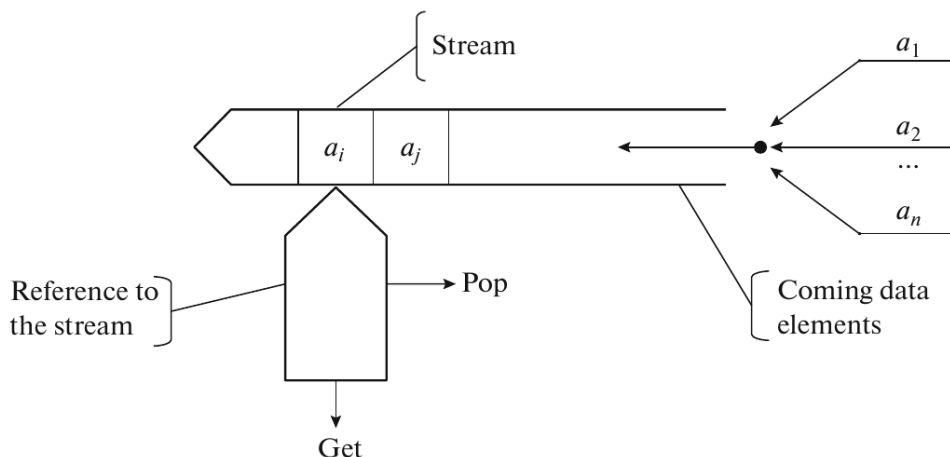 Stream
a1
a2
...
an
ai
aj
Reference to
the stream
Pop
Coming data
elements
Get